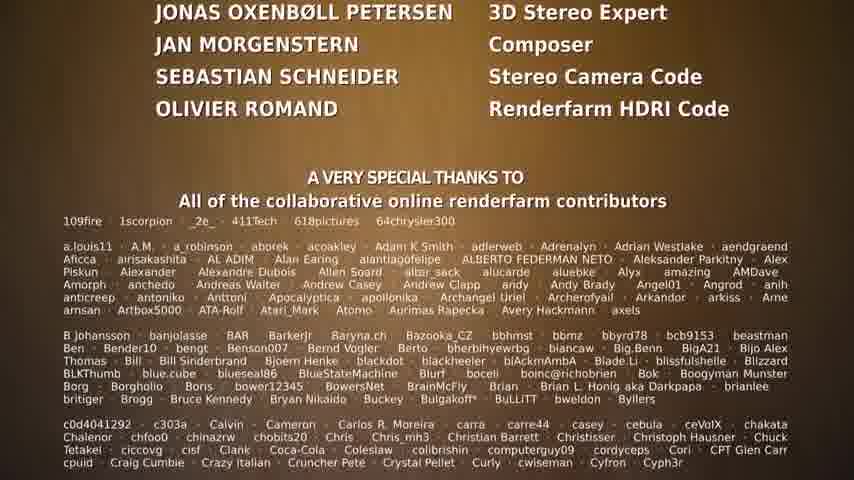 JONAS OXENBØLL PETERSEN 3D Stereo Expert
JAN MORGENSTERN Composer
SEBASTIAN SCHNEIDER Stereo Camera Code
OLIVIER ROMAND Renderfarm HDRI Code
A VERY SPECIAL THANKS TO
All of the collaborative online renderfarm contributors
109fire · 1scorpion · _2e_ · 411Tech · 618pictures · 64chrysler300
a.louis11 · A.M. · a_robinson · aborek · acoakley · Adam K Smith · adlerweb · Adrenalyn · Adrian Westlake · aendgraend
Aficca · airisakashita · AL ADIM · Alan Earing · alantiagofelipe · ALBERTO FEDERMAN NETO · Aleksander Parkitny · Alex
Piskun · Alexander · Alexandre Dubois · Allen Soard · altor_sack · alucarde · aluebke · Alyx · amazing · AMDave
Amorph · anchedo · Andreas Walter · Andrew Casey · Andrew Clapp · andy · Andy Brady · Angel01 · Angrod · anih
anticreep · antoniko · Anttoni · Apocalyptica · apollonika · Archangel Uriel · Archerofail · Arkandor · arkiss · Arne
arnsan · Artbox5000 · ATA-Rolf · Atari_Mark · Atomo · Aurimas Rapecka · Avery Hackmann · axels
B Johansson · banjolasse · BAR · BarkerJr · Baryna.ch · Bazooka_CZ · bbhmst · bbmz · bbyrd78 · bcb9153 · beastman
Ben · Bender10 · bengt · Benson007 · Bernd Vogler · Berto · bherbihyewrbg · biancaw · Big.Benn · BigA21 · Bijo Alex
Thomas · Bill · Bill Sinderbrand · Bjoern Henke · blackdot · blackheeler · blAckmAmbA · Blade.Li · blissfulshelle · Blizzard
BLKThumb · blue.cube · blueseal86 · BlueStateMachine · Blurf · boceli · boinc@richobrien · Bok · Boogyman Munster
Borg · Borgholio · Boris · bower12345 · BowersNet · BrainMcFly · Brian · Brian L. Honig aka Darkpapa · brianlee
britiger · Brogg · Bruce Kennedy · Bryan Nikaido · Buckey · Bulgakoff* · BuLLiTT · bweldon · Byllers
c0d4041292 · c303a · Calvin · Cameron · Carlos R. Moreira · carra · carre44 · casey · cebula · ceVoIX · chakata
Chalenor · chfoo0 · chinazrw · chobits20 · Chris · Chris_mh3 · Christian Barrett · Christisser · Christoph Hausner · Chuck
Tetakel · ciccovg · cisf · Clank · Coca-Cola · Coleslaw · colibrishin · computerguy09 · cordyceps · Cori · CPT Glen Carr
cpuid · Craig Cumbie · Crazy Italian · Cruncher Pete · Crystal Pellet · Curly · cwiseman · Cyfron · Cyph3r